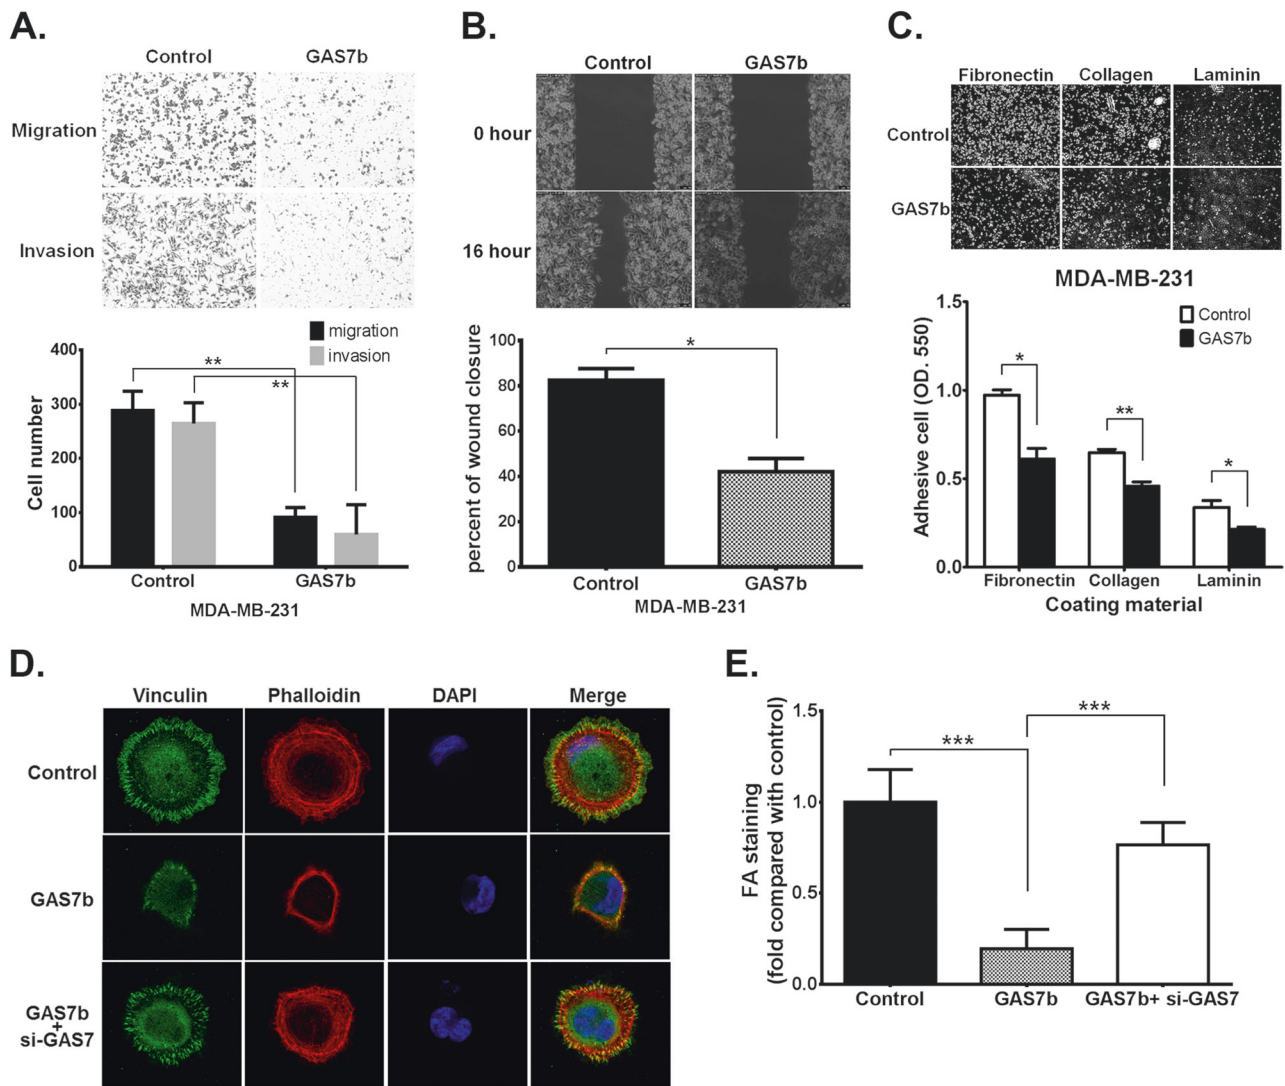 A.
Control GAS7b
Migration
Invasion
migration
invasion
400
300
200
100
0
Cell number
**
**
Control GAS7b
MDA-MB-231
B.
Control GAS7b
0 hour
16 hour
100
80
60
40
20
0
percent of wound closure
*
Control GAS7b
MDA-MB-231
C.
Fibronectin Collagen Laminin
Control
GAS7b
MDA-MB-231
1.5
1.0
0.5
0.0
Adhesive cell (OD. 550)
Control
GAS7b
*
**
*
Fibronectin Collagen Laminin
Coating material
D.
Vinculin Phalloidin DAPI Merge
Control
GAS7b
GAS7b
+
si-GAS7
E.
1.5
1.0
0.5
0.0
FA staining
(fold compared with control)
***
***
Control GAS7b GAS7b+ si-GAS7